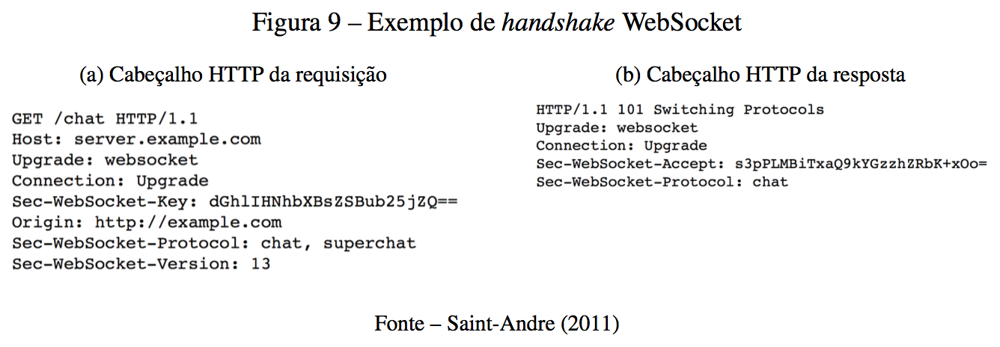 Figura 9 – Exemplo de handshake WebSocket
(a) Cabeçalho HTTP da requisição
GET /chat HTTP/1.1
Host: server.example.com
Upgrade: websocket
Connection: Upgrade
Sec-WebSocket-Key: dGhlIHNhbXBsZSBub25jZQ==
Origin: http://example.com
Sec-WebSocket-Protocol: chat, superchat
Sec-WebSocket-Version: 13
(b) Cabeçalho HTTP da resposta
HTTP/1.1 101 Switching Protocols
Upgrade: websocket
Connection: Upgrade
Sec-WebSocket-Accept: s3pPLMBiTxaQ9kYGzzhZRbK+xOo=
Sec-WebSocket-Protocol: chat
Fonte – Saint-Andre (2011)